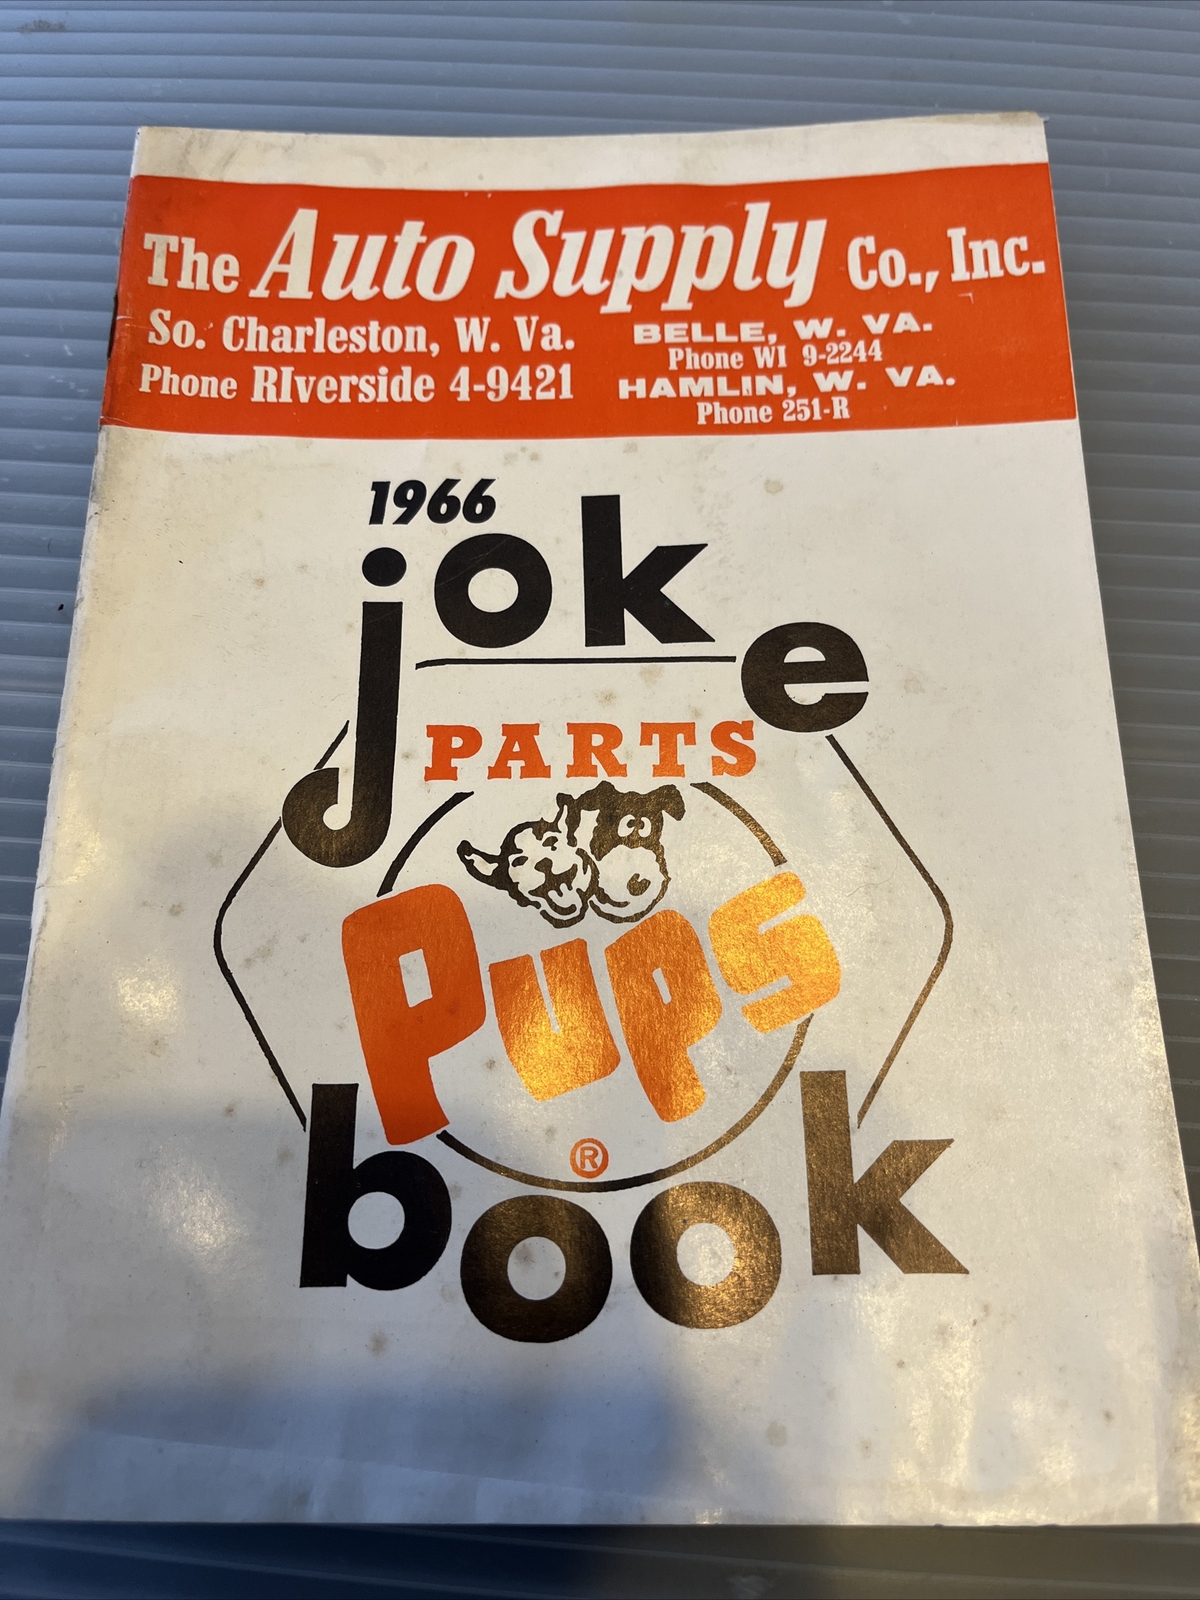 The Auto Supply Co., Inc.
So. Charleston, W. Va.
Phone RIverside 4-9421
BELLE, W. VA.
Phone WI 9-2244
HAMLIN, W. VA.
Phone 251-R
1966
joke
PARTS
Pups
®
book